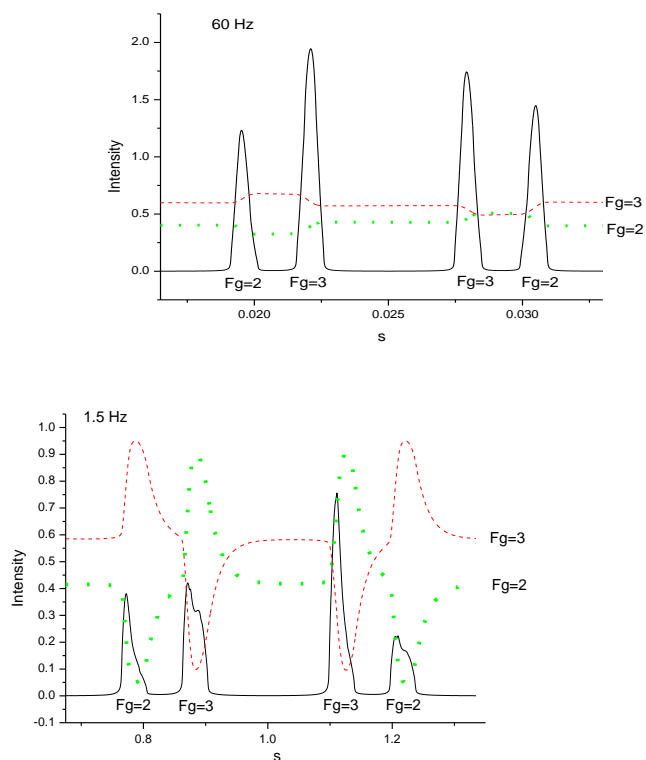 60 Hz
2.0
1.5
1.0
0.5
0.0
Intensity
Fg=3
Fg=2
Fg=2
Fg=3
Fg=3
Fg=2
0.020
0.025
0.030
s
1.5 Hz
1.0
0.9
0.8
0.7
0.6
0.5
0.4
0.3
0.2
0.1
0.0
-0.1
Intensity
Fg=3
Fg=2
Fg=2
Fg=3
Fg=3
Fg=2
0.8
1.0
1.2
s